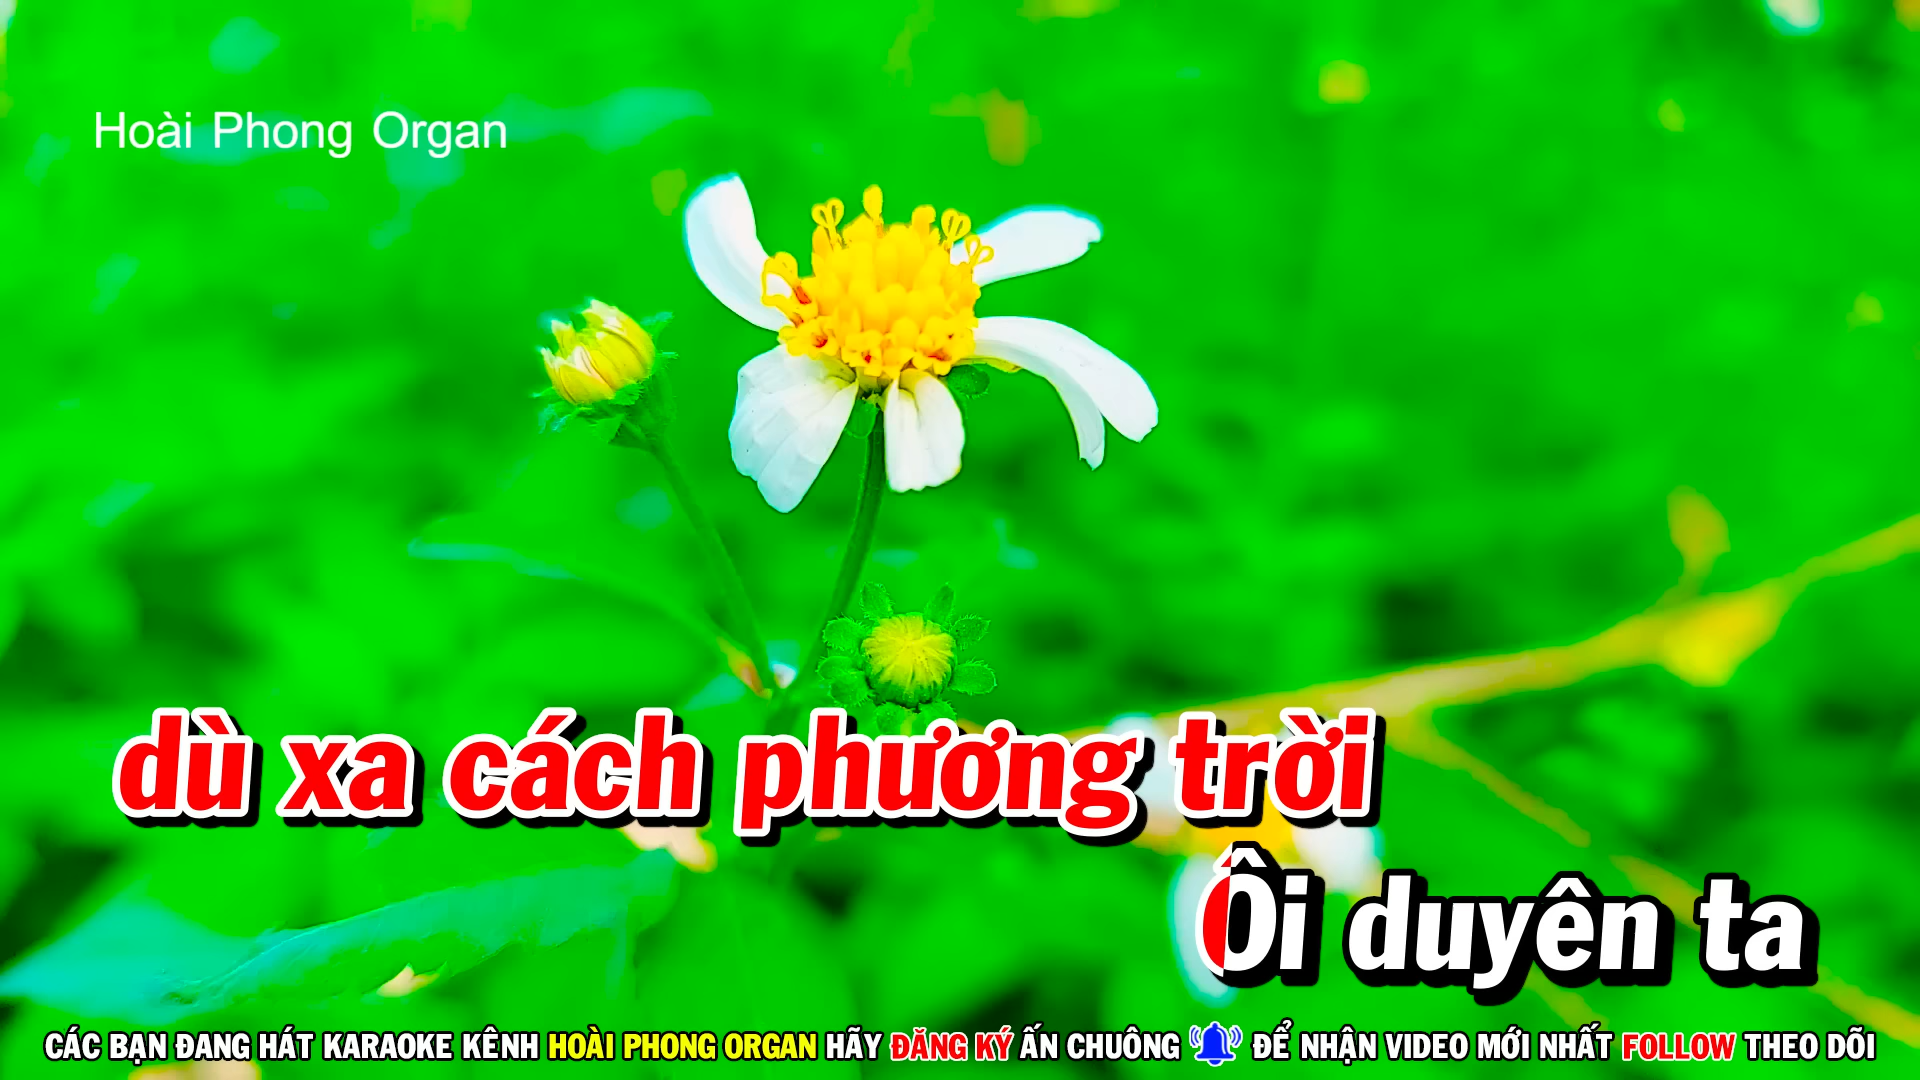 Hoài Phong Organ
dù xa cách phương trời
Ôi duyên ta
CÁC BẠN ĐANG HÁT KARAOKE KÊNH HOÀI PHONG ORGAN HÃY ĐĂNG KÝ ẤN CHUÔNG ĐỂ NHẬN VIDEO MỚI NHẤT FOLLOW THEO DÕI